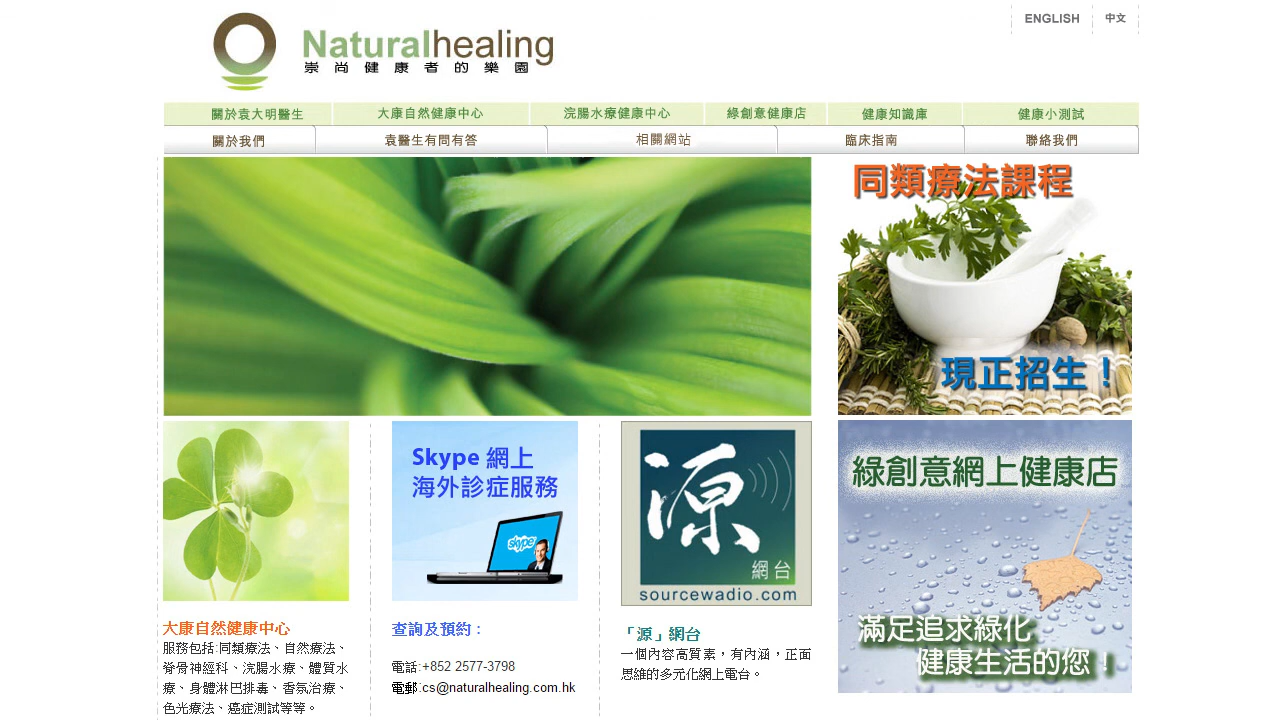 ENGLISH
中文
Naturalhealing
崇尚健康者的樂園
關於袁大明醫生
大康自然健康中心
浣腸水療健康中心
綠創意健康店
健康知識庫
健康小測試
關於我們
袁醫生有問有答
相關網站
臨床指南
聯絡我們
同類療法課程
現正招生！
Skype 網上
海外診症服務
skype
源
網台
sourcewadio.com
綠創意網上健康店
滿足追求綠化
健康生活的您！
大康自然健康中心
服務包括:同類療法、自然療法、
脊骨神經科、浣腸水療、體質水
療、身體淋巴排毒、香氛治療、
色光療法、癌症測試等等。
查詢及預約：
電話:+852 2577-3798
電郵:cs@naturalhealing.com.hk
「源」網台
一個內容高質素，有內涵，正面
思維的多元化網上電台。